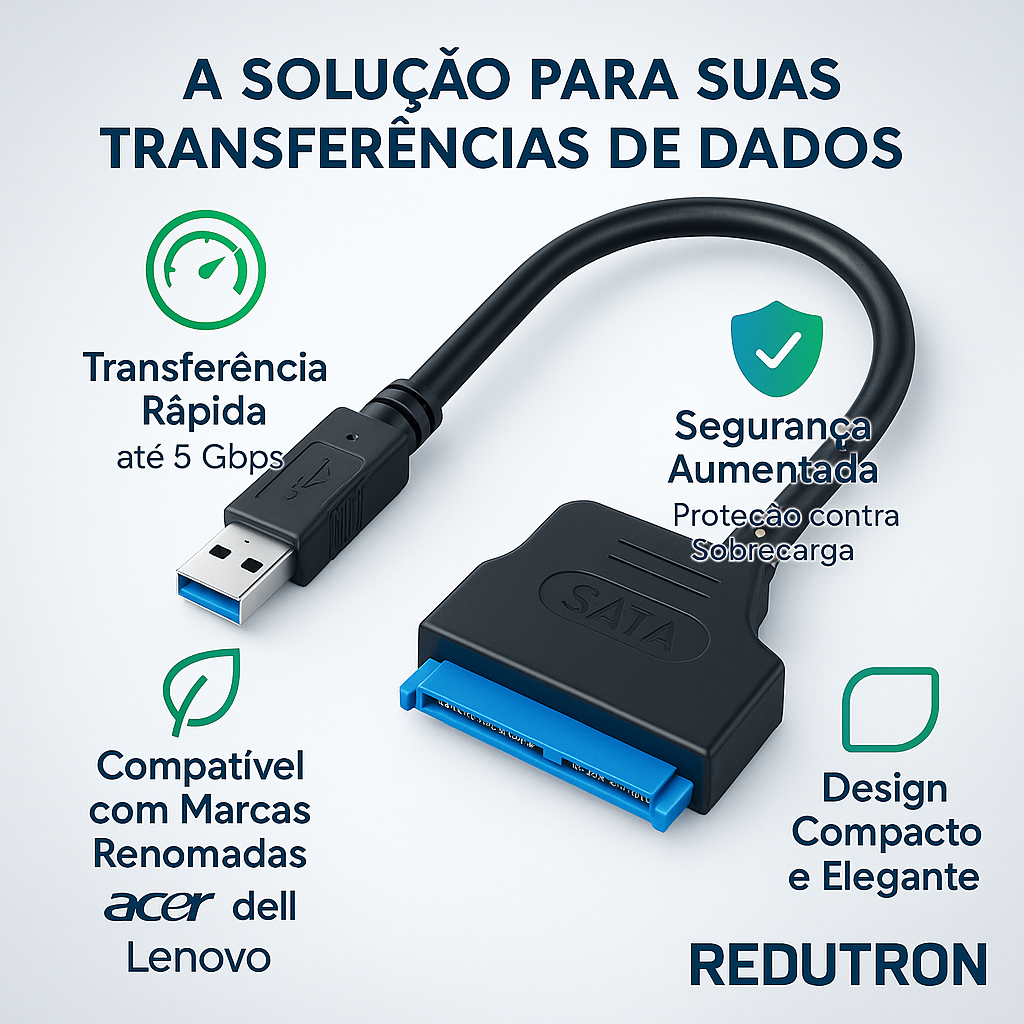 A SOLUÇÃO PARA SUAS
TRANSFERÊNCIAS DE DADOS
Transferência
Râpida
até 5 Gbps
Segurança
Aumentada
Protecão contra
Sobrecarga
SATA
Compatível
com Marcas
Renomadas
acer dell
Lenovo
Design
Compacto
e Elegante
REDUTRON